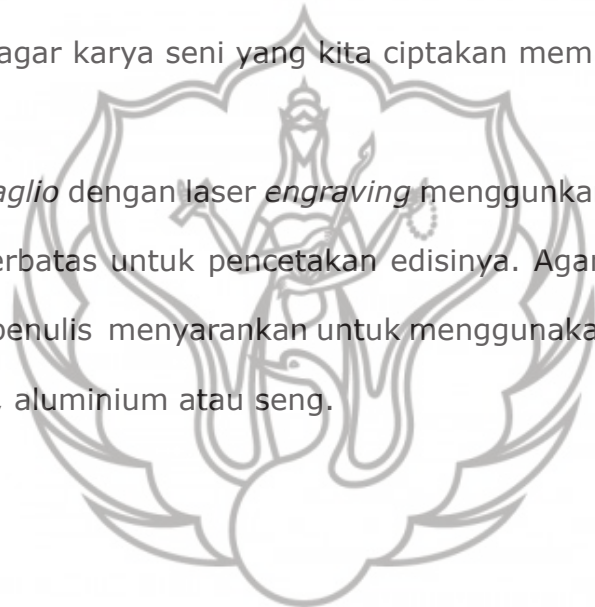 agar karya seni yang kita ciptakan mem
aglio dengan laser engraving menggunka
erbatas untuk pencetakan edisinya. Agar
penulis menyarankan untuk menggunaka
, aluminium atau seng.